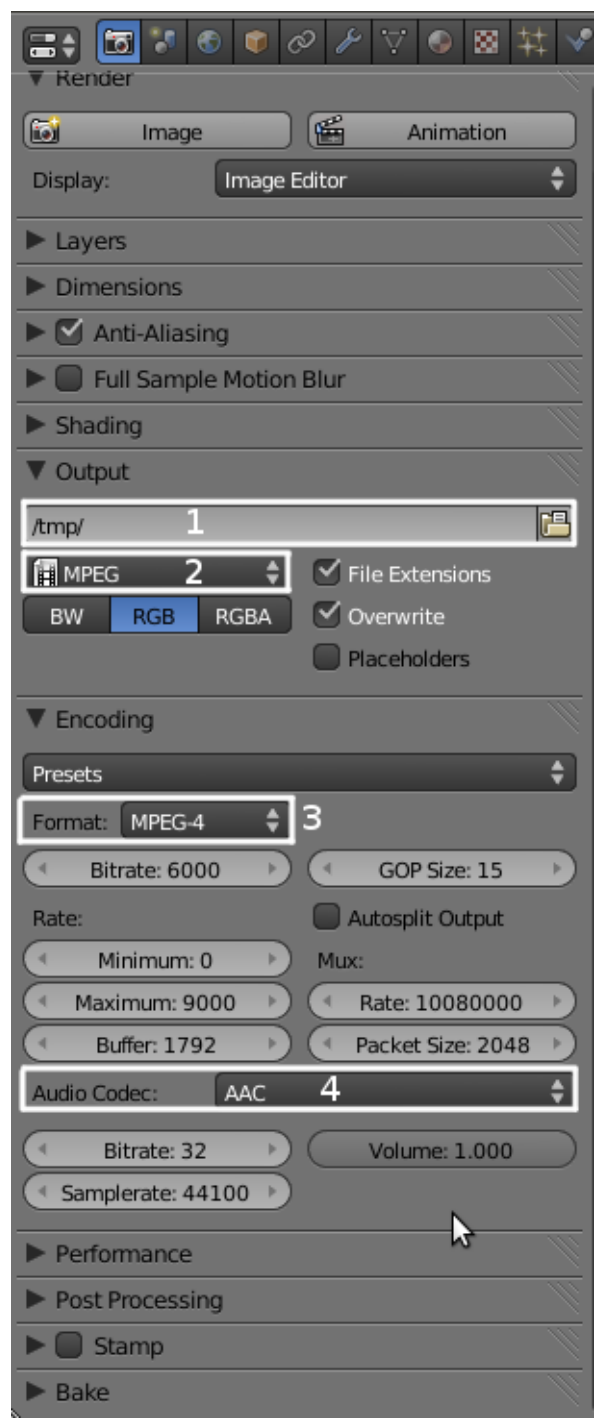 Render
Image Animation
Display: Image Editor
Layers
Dimensions
Anti-Aliasing
Full Sample Motion Blur
Shading
Output
/tmp/ 1
MPEG 2 File Extensions
BW RGB RGBA Overwrite
Placeholders
Encoding
Presets
Format: MPEG-4 3
Bitrate: 6000 GOP Size: 15
Rate: Autosplit Output
Minimum: 0 Mux:
Maximum: 9000 Rate: 10080000
Buffer: 1792 Packet Size: 2048
Audio Codec: AAC 4
Bitrate: 32 Volume: 1.000
Samplerate: 44100
Performance
Post Processing
Stamp
Bake